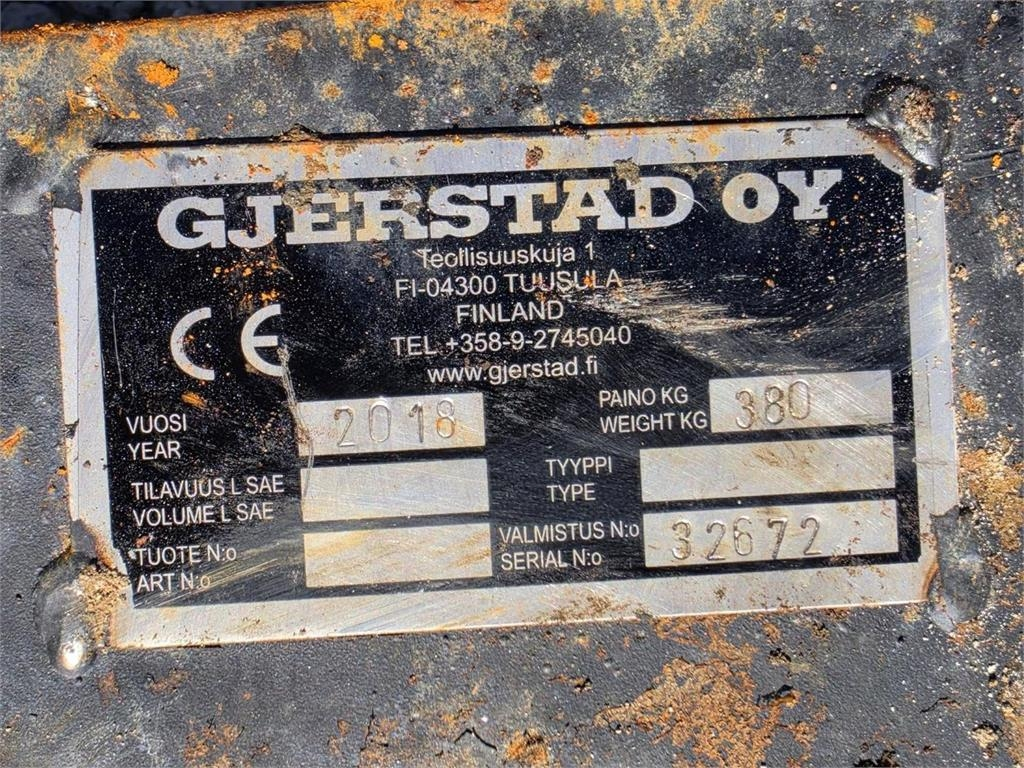 GJERSTAD OY
Teollisuuskuja 1
FI-04300 TUUSULA
FINLAND
TEL +358-9-2745040
www.gjerstad.fi
CE
VUOSI
YEAR
2018
PAINO KG
WEIGHT KG
380
TILAVUUS L SAE
VOLUME L SAE
TYYPPI
TYPE
TUOTE N:o
ART N:o
VALMISTUS N:o
SERIAL N:o
32672